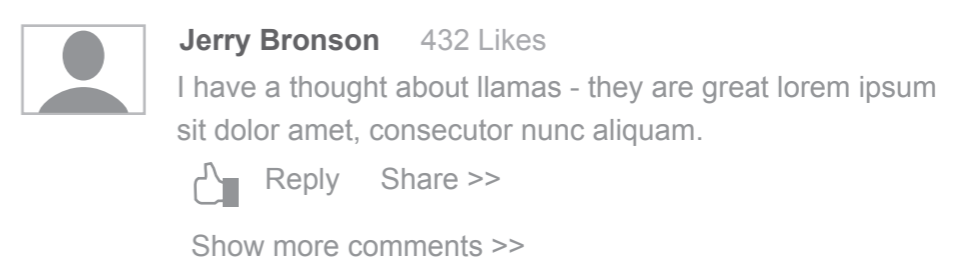 Jerry Bronson 432 Likes
I have a thought about llamas - they are great lorem ipsum
sit dolor amet, consecutor nunc aliquam.
Reply Share >>
Show more comments >>